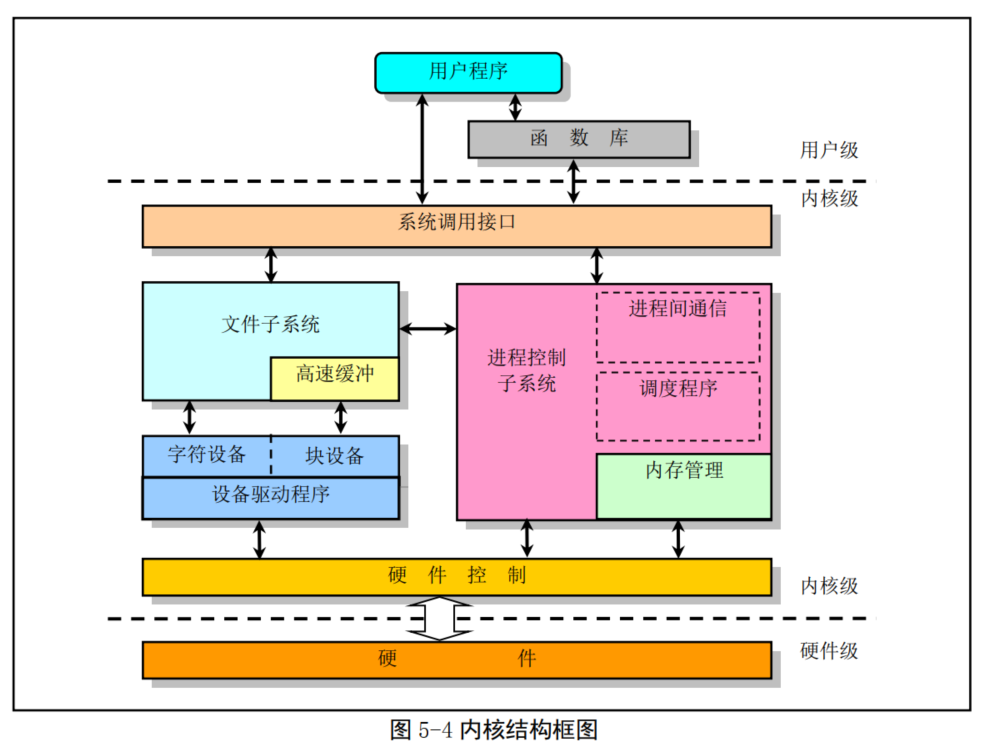 用户程序
函 数 库
用户级
内核级
系统调用接口
文件子系统
高速缓冲
进程控制
子系统
进程间通信
调度程序
内存管理
字符设备
块设备
设备驱动程序
硬 件 控 制
内核级
硬 件
硬件级
图 5-4 内核结构框图